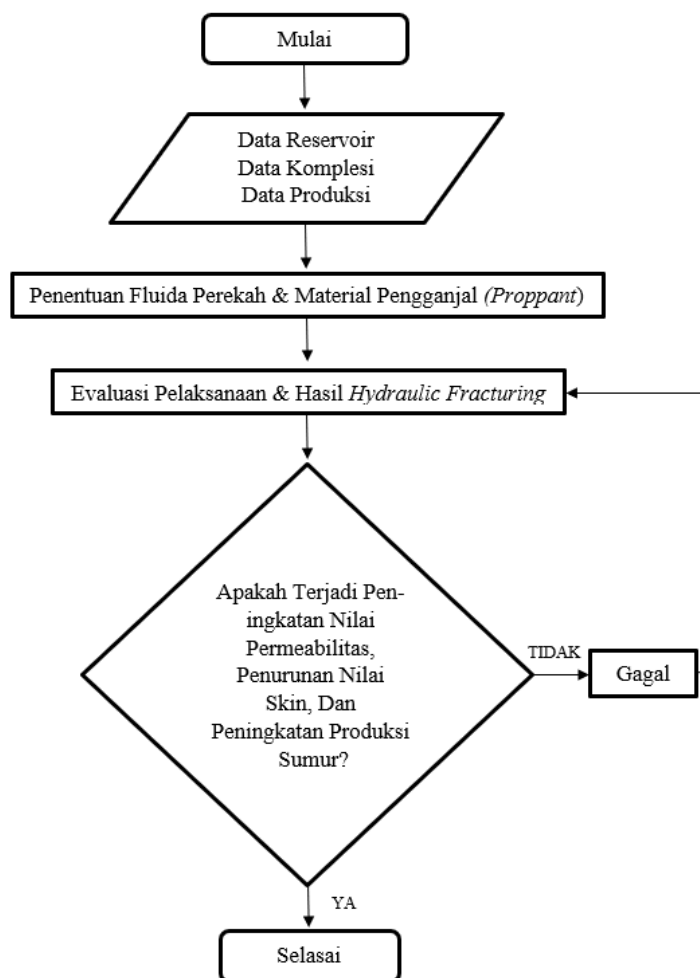 Mulai
Data Reservoir
Data Komplesi
Data Produksi
Penentuan Fluida Perekah & Material Pengganjal (Proppant)
Evaluasi Pelaksanaan & Hasil Hydraulic Fracturing
Apakah Terjadi Pen-
ingkatan Nilai
Permeabilitas,
Penurunan Nilai
Skin, Dan
Peningkatan Produksi
Sumur?
TIDAK
Gagal
YA
Selasai